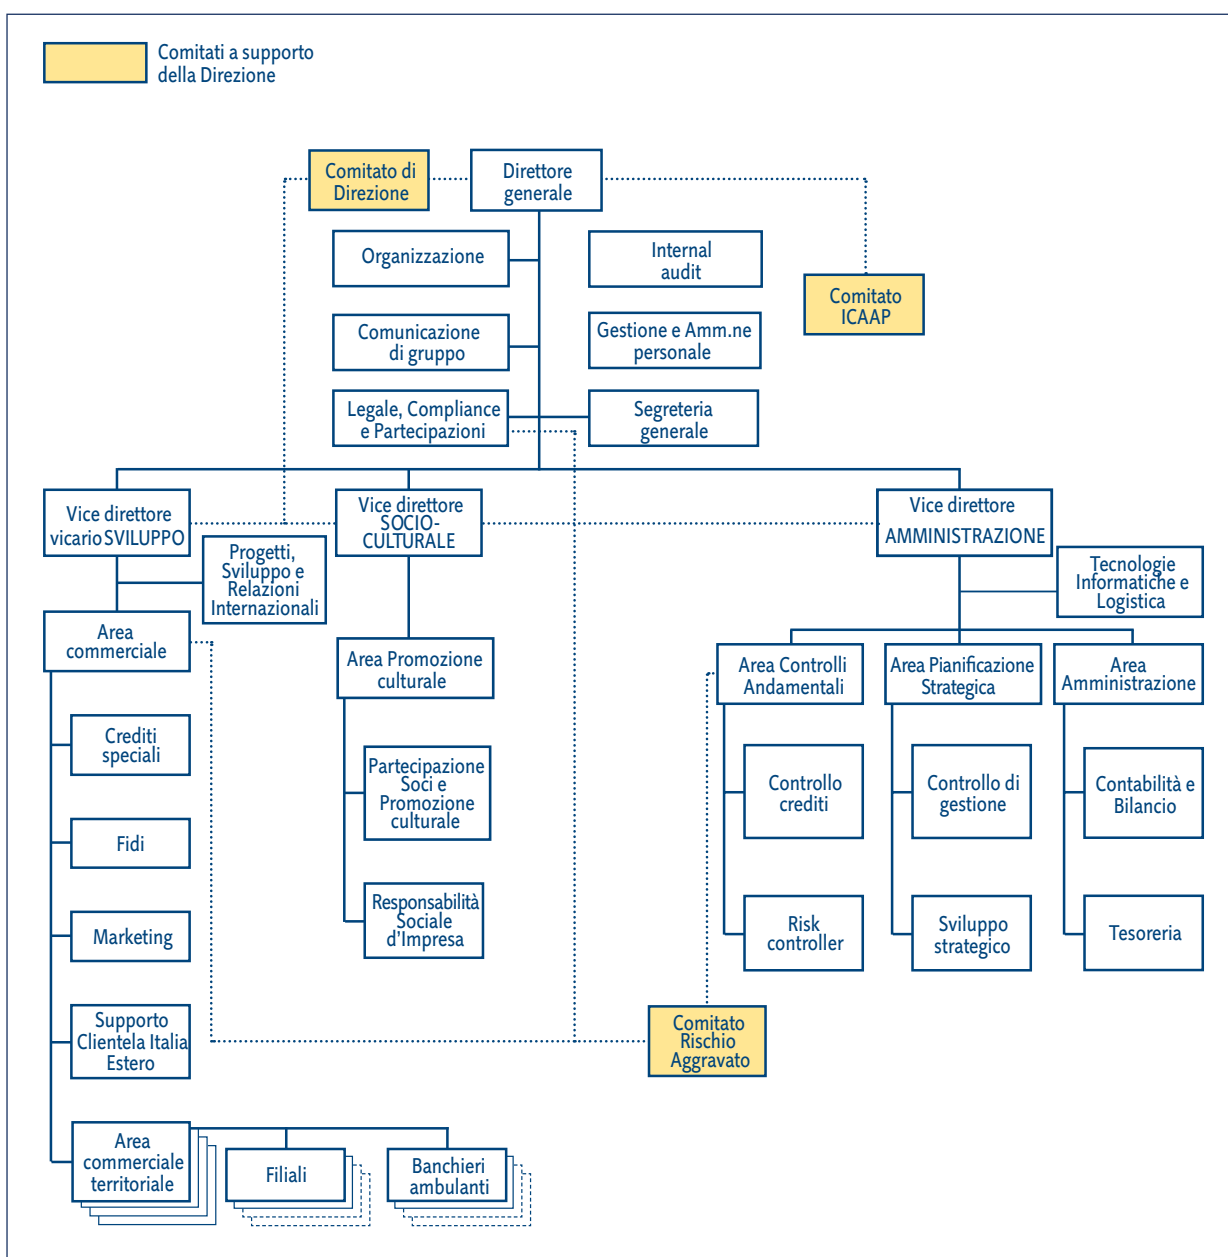 Comitati a supporto
della Direzione
Comitato di
Direzione
Direttore
generale
Organizzazione
Internal
audit
Comitato
ICAAP
Comunicazione
di gruppo
Gestione e Amm.ne
personale
Legale, Compliance
e Partecipazioni
Segreteria
generale
Vice direttore
vicario SVILUPPO
Vice direttore
SOCIO-
CULTURALE
Vice direttore
AMMINISTRAZIONE
Progetti,
Sviluppo e
Relazioni
Internazionali
Tecnologie
Informatiche e
Logistica
Area
commerciale
Area Promozione
culturale
Area Controlli
Andamentali
Area Pianificazione
Strategica
Area
Amministrazione
Crediti
speciali
Partecipazione
Soci e
Promozione
culturale
Controllo
crediti
Controllo di
gestione
Contabilità e
Bilancio
Fidi
Marketing
Responsabilità
Sociale
d'Impresa
Risk
controller
Sviluppo
strategico
Tesoreria
Supporto
Clientela Italia
Estero
Comitato
Rischio
Aggravato
Area
commerciale
territoriale
Filiali
Banchieri
ambulanti